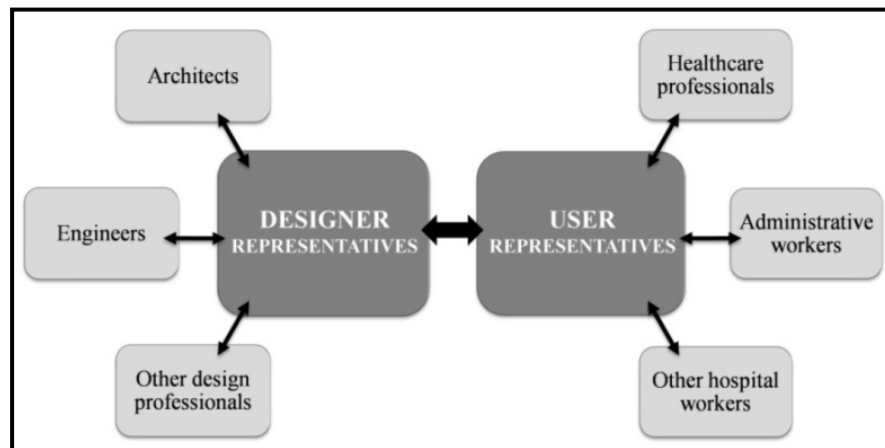 Architects
Healthcare
professionals
DESIGNER
REPRESENTATIVES
USER
REPRESENTATIVES
Engineers
Administrative
workers
Other design
professionals
Other hospital
workers